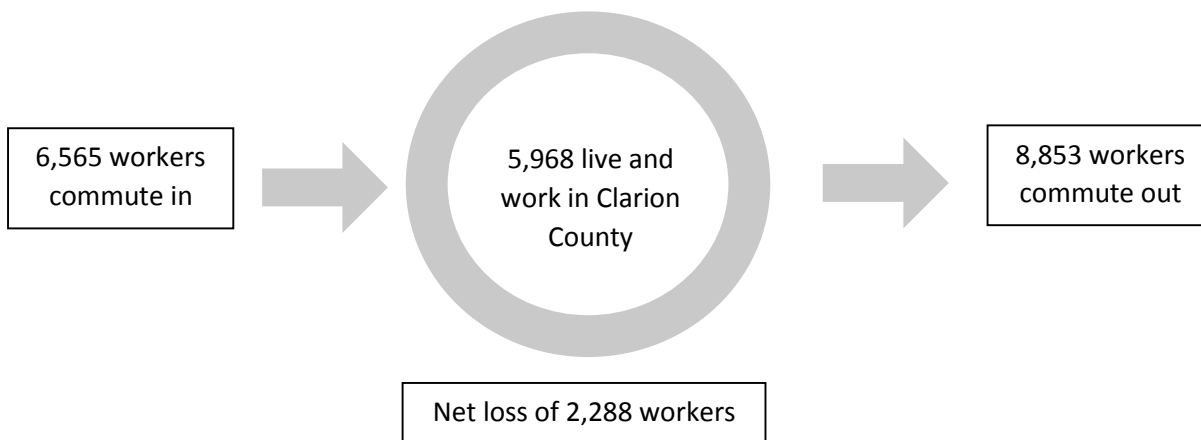 6,565 workers
commute in
5,968 live and
work in Clarion
County
8,853 workers
commute out
Net loss of 2,288 workers